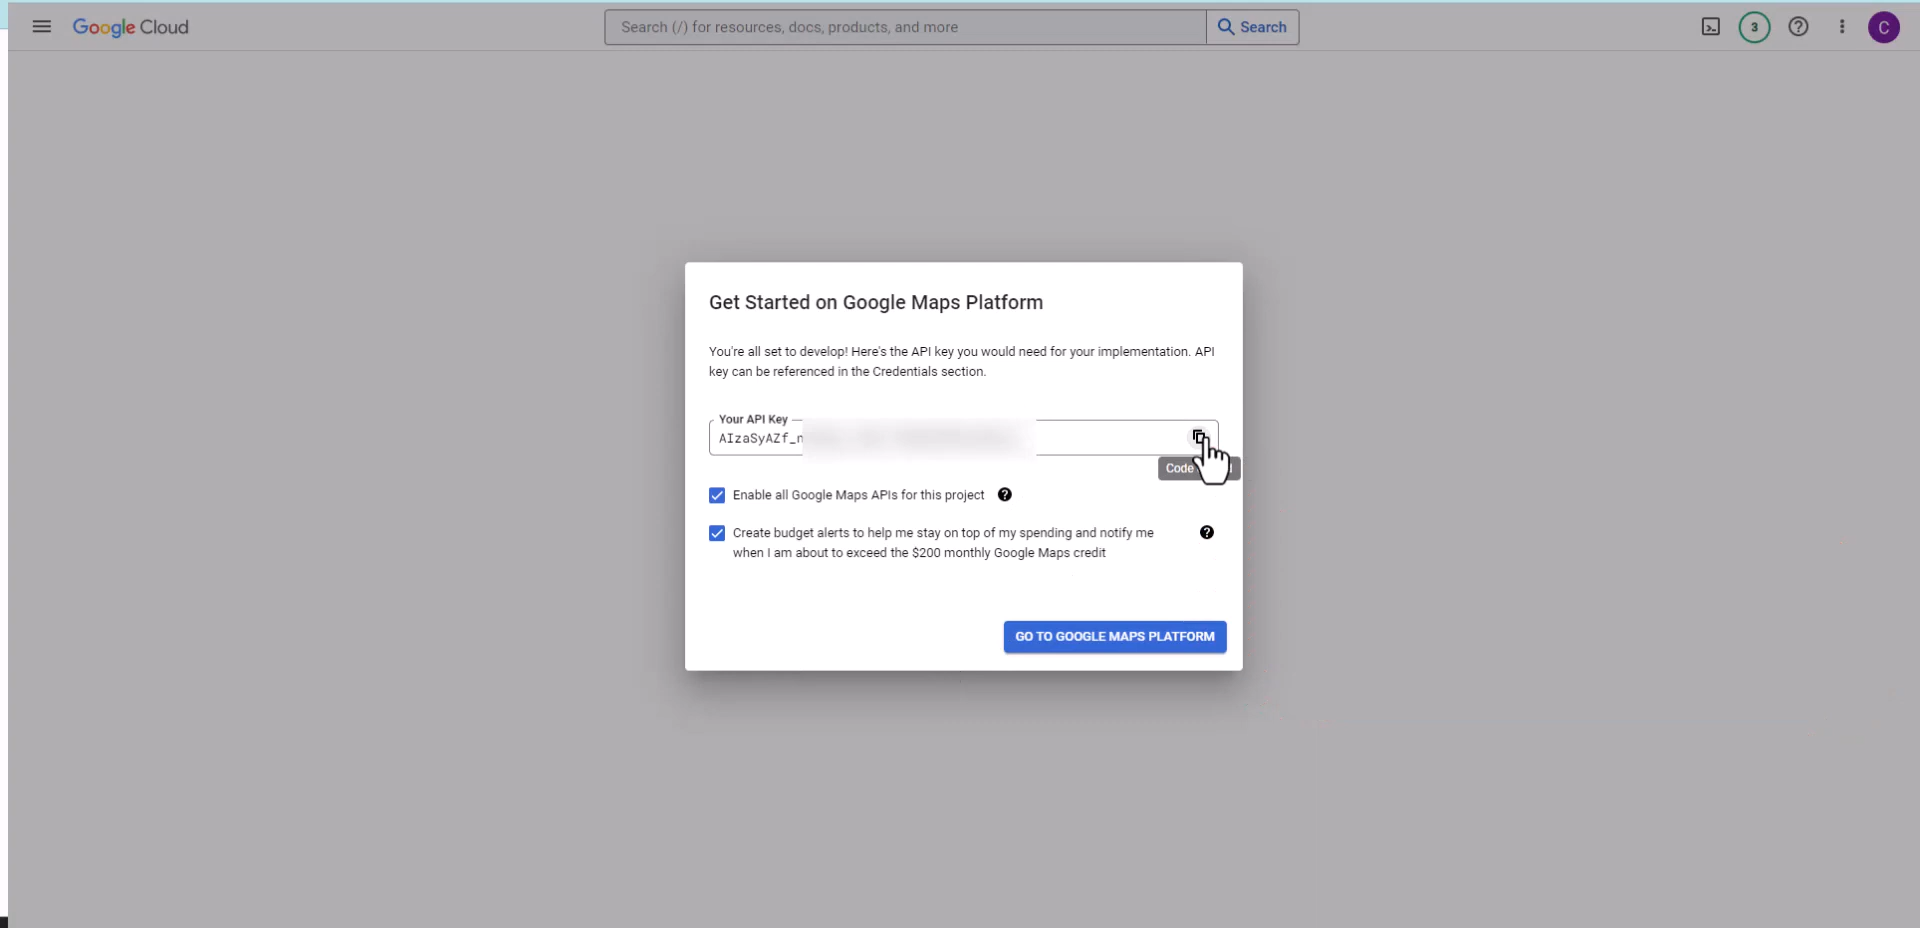 Google Cloud
Search (/) for resources, docs, products, and more
Search
3
C
Get Started on Google Maps Platform
You're all set to develop! Here's the API key you would need for your implementation. API
key can be referenced in the Credentials section.
Your API Key
AIzaSyAZf_n
Code
Enable all Google Maps APIs for this project
Create budget alerts to help me stay on top of my spending and notify me
when I am about to exceed the $200 monthly Google Maps credit
GO TO GOOGLE MAPS PLATFORM